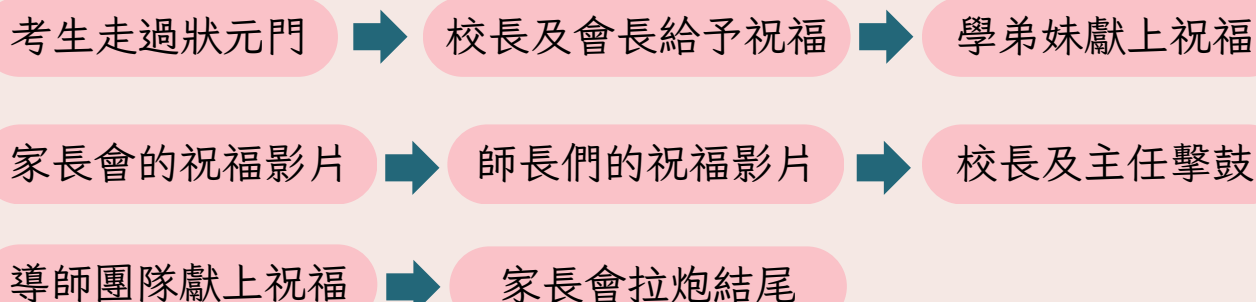 考生走過狀元門 校長及會長給予祝福 學弟妹獻上祝福
家長會的祝福影片 師長們的祝福影片 校長及主任擊鼓
導師團隊獻上祝福 家長會拉炮結尾